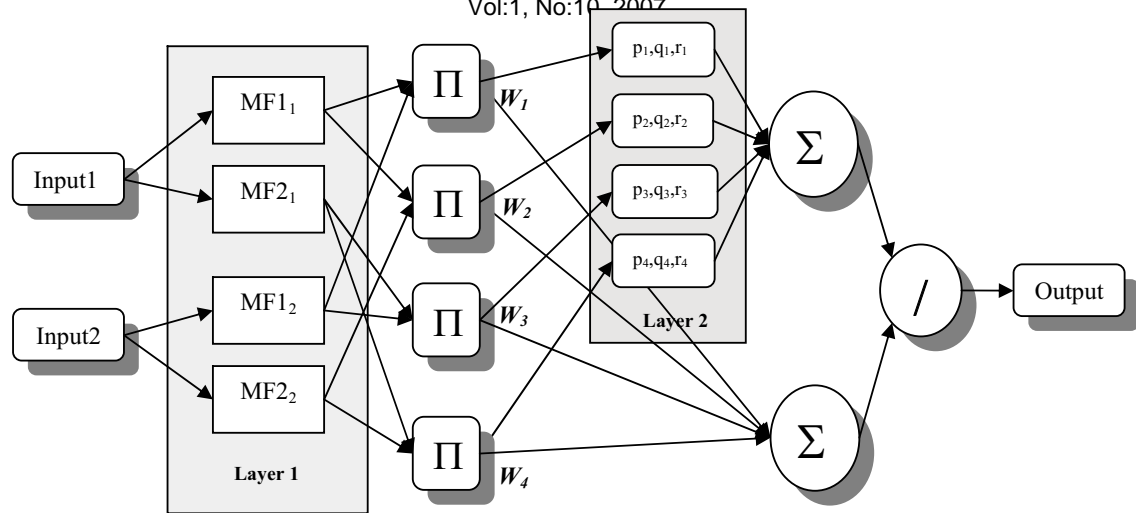 Vol:1, No:10, 2007
Input1
Input2
MF1₁
MF2₁
MF1₂
MF2₂
Layer 1
Π
Π
Π
Π
W₁
W₂
W₃
W₄
p₁,q₁,r₁
p₂,q₂,r₂
p₃,q₃,r₃
p₄,q₄,r₄
Layer 2
Σ
Σ
/
Output